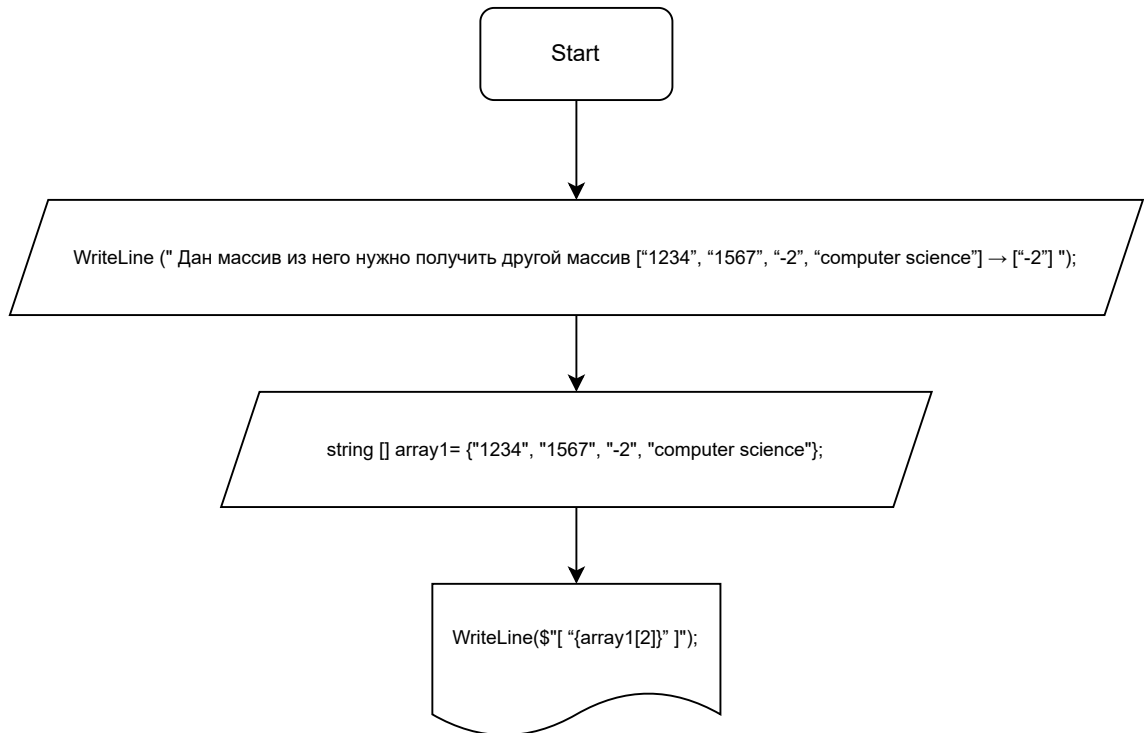 Start
WriteLine (" Дан массив из него нужно получить другой массив [“1234”, “1567”, “-2”, “computer science”] → [“-2”] ");
string [] array1= {"1234", "1567", "-2", "computer science"};
WriteLine($"[ “{array1[2]}” ]");